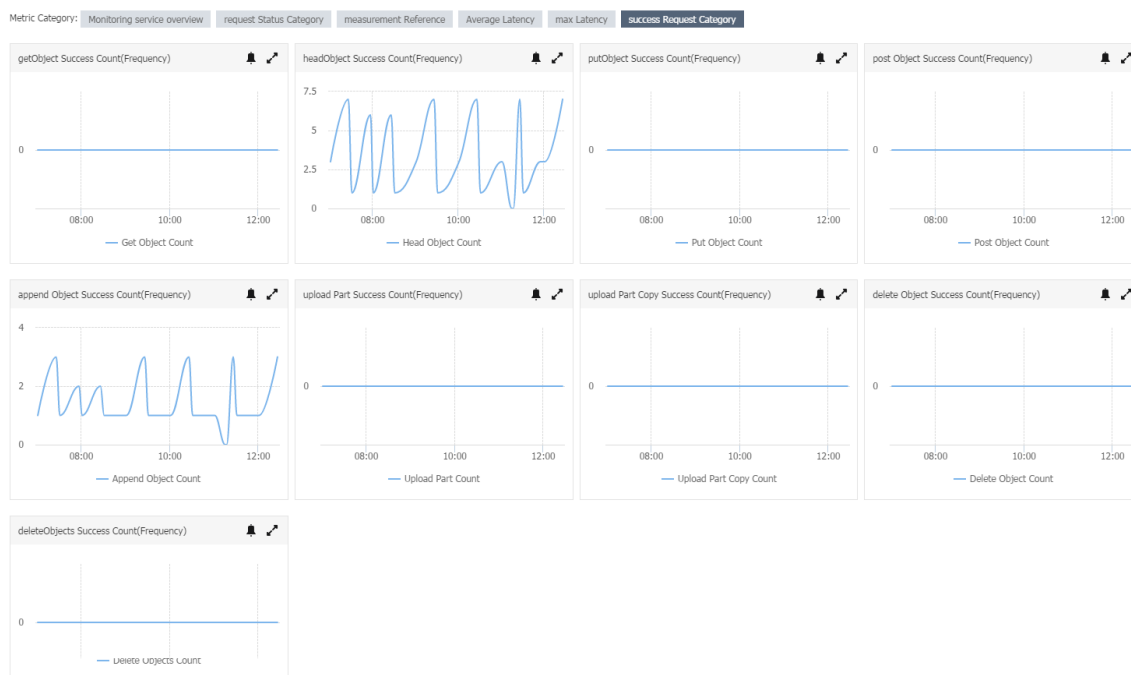 Metric Category: Monitoring service overview request Status Category measurement Reference Average Latency max Latency success Request Category
getObject Success Count(Frequency)
0
08:00 10:00 12:00
Get Object Count
headObject Success Count(Frequency)
7.5
5
2.5
0
08:00 10:00 12:00
Head Object Count
putObject Success Count(Frequency)
0
08:00 10:00 12:00
Put Object Count
post Object Success Count(Frequency)
0
08:00 10:00 12:00
Post Object Count
append Object Success Count(Frequency)
4
2
0
08:00 10:00 12:00
Append Object Count
upload Part Success Count(Frequency)
0
08:00 10:00 12:00
Upload Part Count
upload Part Copy Success Count(Frequency)
0
08:00 10:00 12:00
Upload Part Copy Count
delete Object Success Count(Frequency)
0
08:00 10:00 12:00
Delete Object Count
deleteObjects Success Count(Frequency)
0
Delete Objects Count